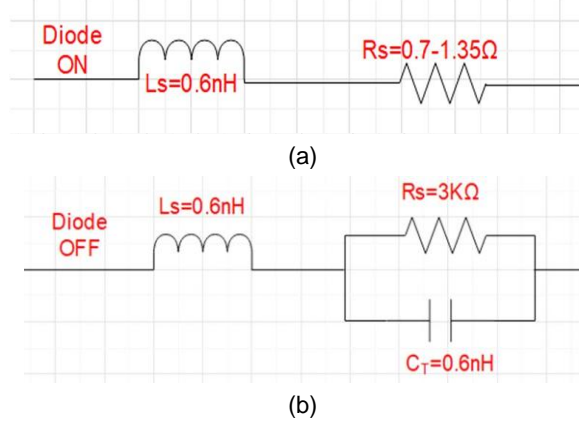 Diode
ON
Ls=0.6nH
Rs=0.7-1.35Ω
(a)
Diode
OFF
Ls=0.6nH
Rs=3KΩ
C_T=0.6nH
(b)